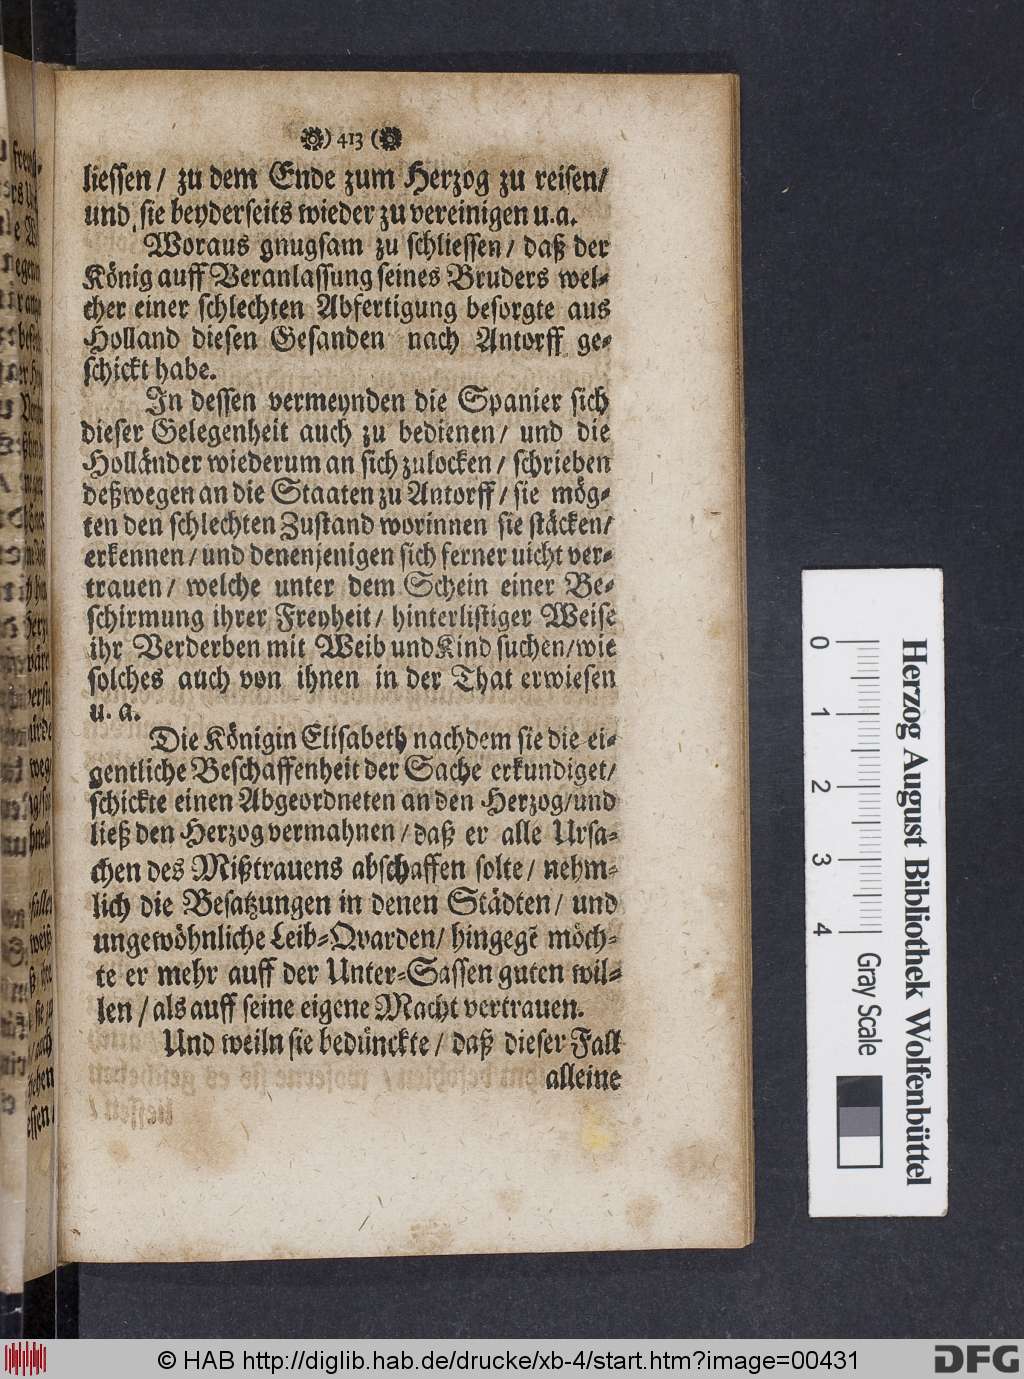 ) 413 (
liessen / zu dem Ende zum Herzog zu reisen/
und sie beyderseits wieder zu vereinigen u.a.
Woraus gnugsam zu schliessen / daß der
König auff Veranlassung seines Bruders wel-
cher einer schlechten Abfertigung besorgte aus
Holland diesen Gesanden nach Antorff ge-
schickt habe.
In dessen vermeynden die Spanier sich
dieser Gelegenheit auch zu bedienen / und die
Holländer wiederum an sich zulocken / schrieben
deßwegen an die Staaten zu Antorff / sie mög-
ten den schlechten Zustand worinnen sie stäcken/
erkennen / und denenjenigen sich ferner uicht ver-
trauen / welche unter dem Schein einer Be-
schirmung ihrer Freyheit / hinterlistiger Weise
ihr Verderben mit Weib und Kind suchen / wie
solches auch von ihnen in der That erwiesen
u. a.
Die Königin Elisabeth nachdem sie die ei-
gentliche Beschaffenheit der Sache erkundiget/
schickte einen Abgeordneten an den Herzog / und
ließ den Herzog vermahnen / daß er alle Ursa-
chen des Mißtrauens abschaffen solte / nehm-
lich die Besatzungen in denen Städten / und
ungewöhnliche Leib-Qvarden / hingegẽ möch-
te er mehr auff der Unter-Sassen guten wil-
len / als auff seine eigene Macht vertrauen.
Und weiln sie bedünckte / daß dieser Fall
alleine
0 1 2 3 4
Gray Scale
Herzog August Bibliothek Wolfenbüttel
© HAB http://diglib.hab.de/drucke/xb-4/start.htm?image=00431
DFG